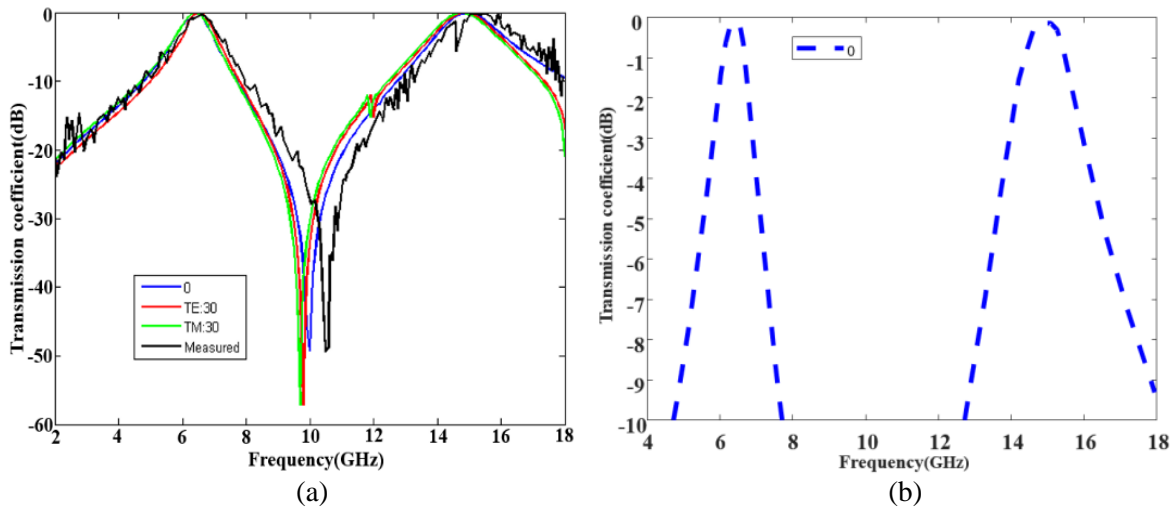 0
-10
-20
-30
-40
-50
-60
Transmission coefficient(dB)
0
TE:30
TM:30
Measured
2 4 6 8 10 12 14 16 18
Frequency(GHz)
(a)
0
-1
-2
-3
-4
-5
-6
-7
-8
-9
-10
Transmission coefficient(dB)
0
4 6 8 10 12 14 16 18
Frequency(GHz)
(b)